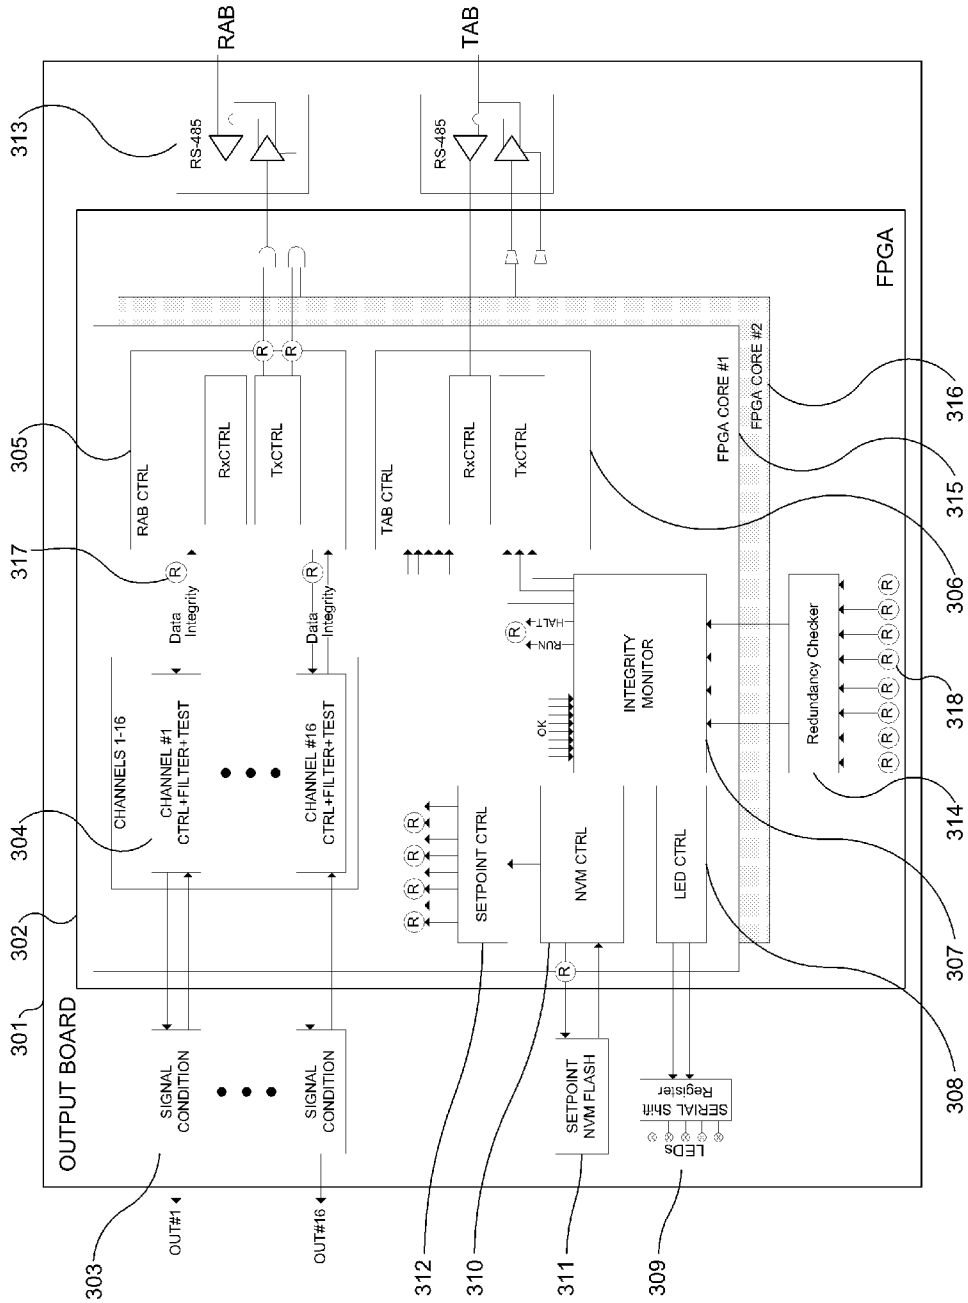 301
OUTPUT BOARD
302
303
SIGNAL
CONDITION
OUT#1
SIGNAL
CONDITION
OUT#16
304
CHANNELS 1-16
CHANNEL #1
CTRL+FILTER+TEST
CHANNEL #16
CTRL+FILTER+TEST
317
R
Data
Integrity
R
Data
Integrity
305
RAB CTRL
RxCTRL
TxCTRL
R
R
313
RS-485
RAB
RS-485
TAB
TAB CTRL
RxCTRL
TxCTRL
306
312
R
R
R
R
SETPOINT CTRL
310
NVM CTRL
R
311
SETPOINT
NVM FLASH
LED CTRL
308
SERIAL Shift
Register
LEDs
309
OK
RUN
HALT
R
INTEGRITY
MONITOR
307
FPGA CORE #1
315
FPGA CORE #2
316
Redundancy Checker
314
R
R
R
R
R
R
R
R
318
FPGA